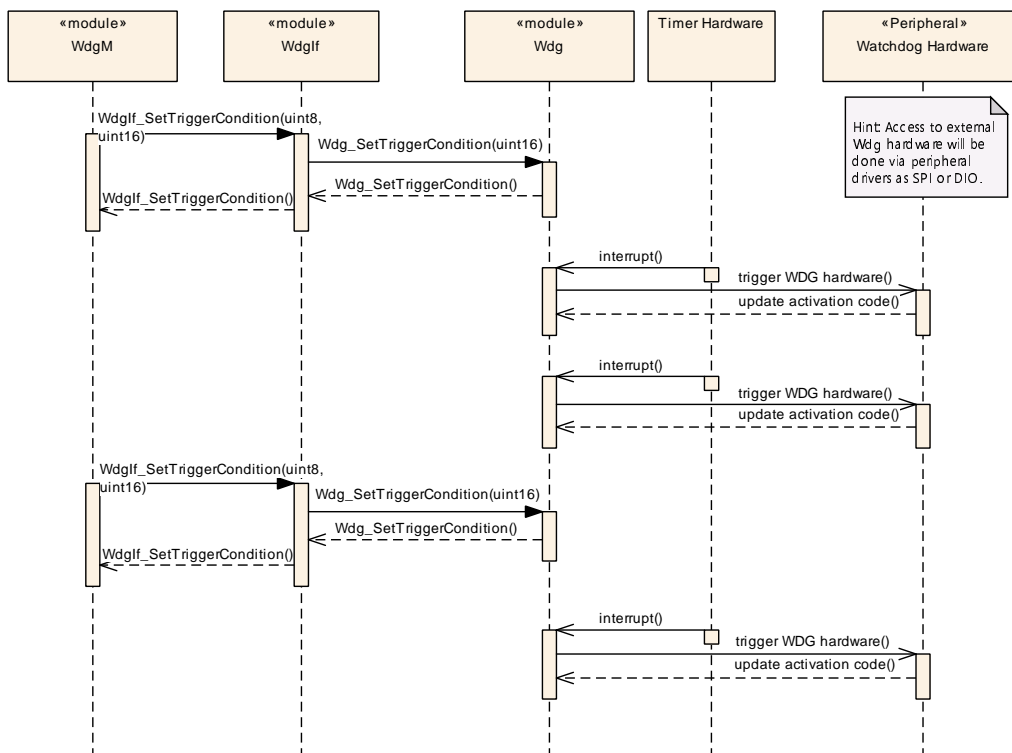 «module»
WdgM
«module»
WdgIf
«module»
Wdg
Timer Hardware
«Peripheral»
Watchdog Hardware
Hint: Access to external
Wdg hardware will be
done via peripheral
drivers as SPI or DIO.
WdgIf_SetTriggerCondition(uint8,
uint16)
Wdg_SetTriggerCondition(uint16)
Wdg_SetTriggerCondition()
WdgIf_SetTriggerCondition()
interrupt()
trigger WDG hardware()
update activation code()
interrupt()
trigger WDG hardware()
update activation code()
WdgIf_SetTriggerCondition(uint8,
uint16)
Wdg_SetTriggerCondition(uint16)
Wdg_SetTriggerCondition()
WdgIf_SetTriggerCondition()
interrupt()
trigger WDG hardware()
update activation code()